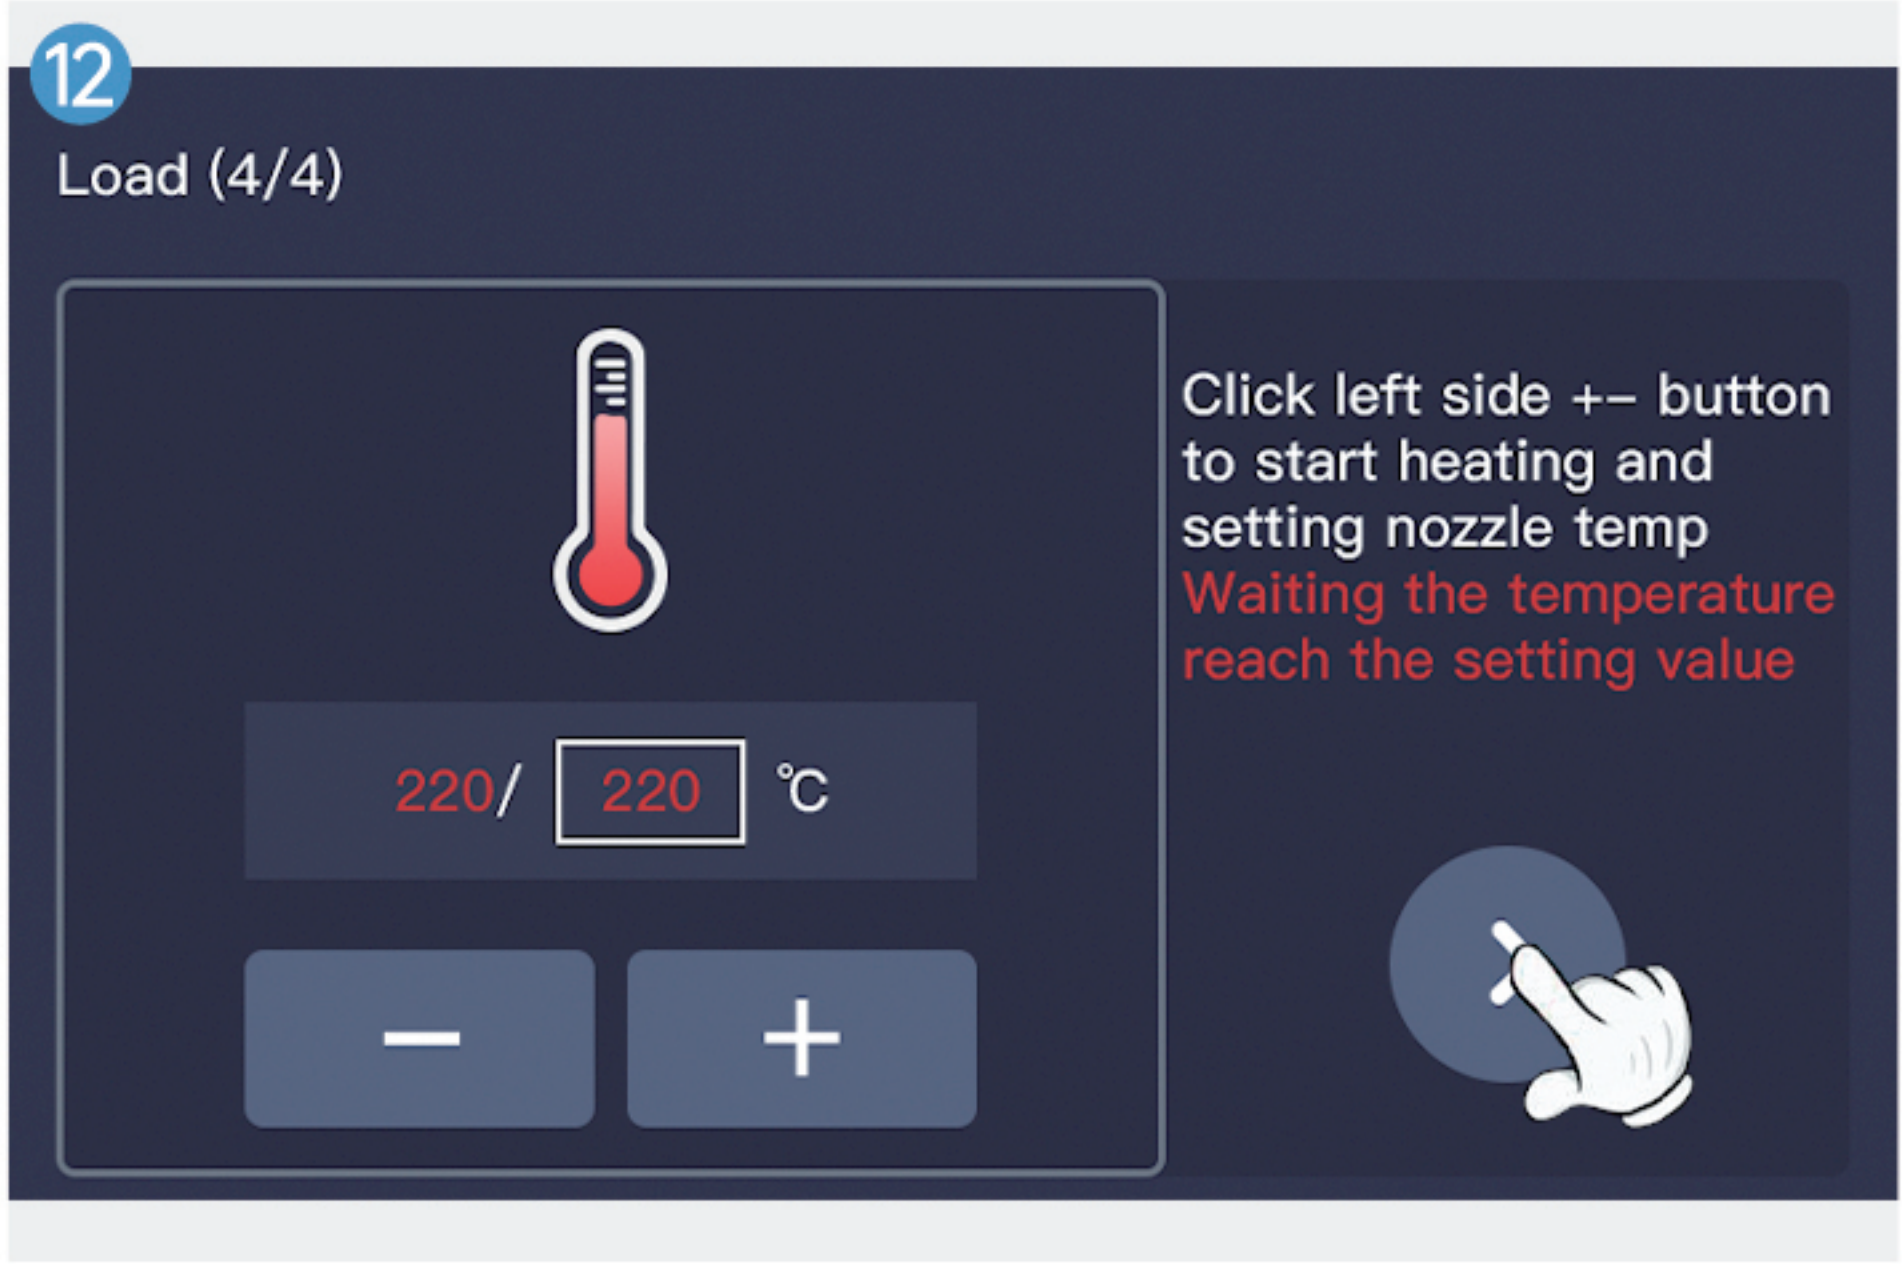 12
Load (4/4)
Click left side +– button
to start heating and
setting nozzle temp
Waiting the temperature
reach the setting value
220/ 220 ℃
− +